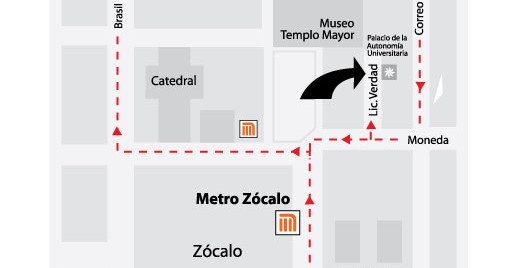 Brasil
Museo
Templo Mayor
Correo
Palacio de la
Autonomía
Universitaria
Catedral
Lic. Verdad
Moneda
Metro Zócalo
Zócalo